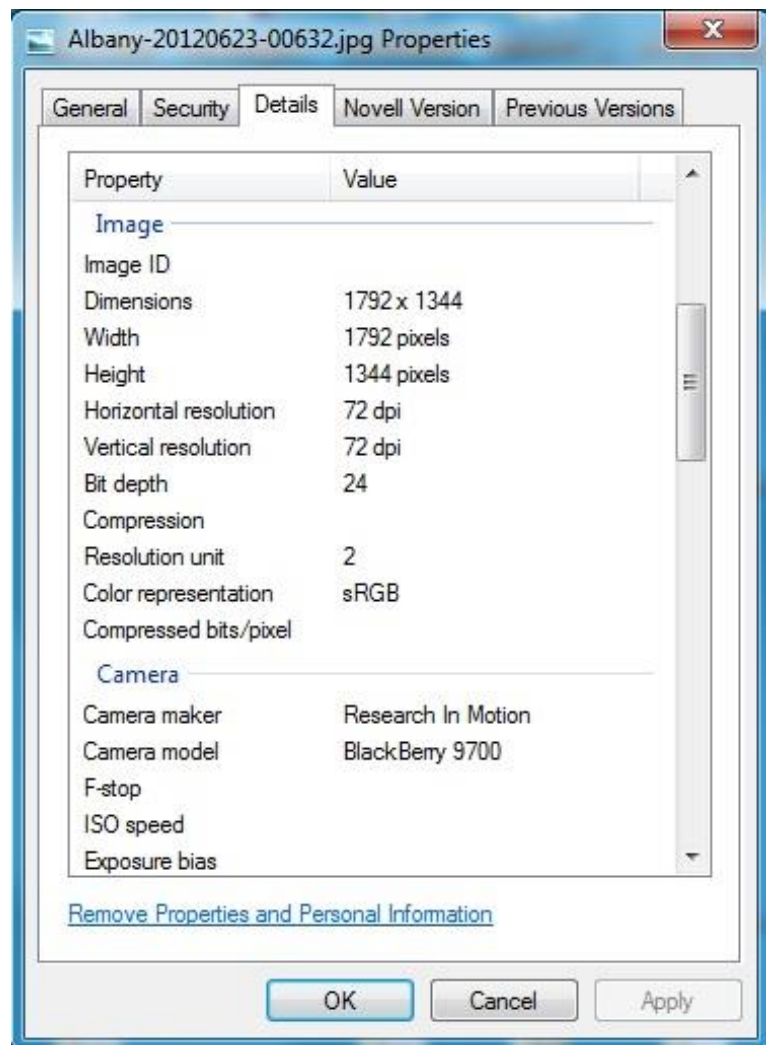 Albany-20120623-00632.jpg Properties
X
General Security Details Novell Version Previous Versions
Property Value
Image
Image ID
Dimensions 1792 x 1344
Width 1792 pixels
Height 1344 pixels
Horizontal resolution 72 dpi
Vertical resolution 72 dpi
Bit depth 24
Compression
Resolution unit 2
Color representation sRGB
Compressed bits/pixel
Camera
Camera maker Research In Motion
Camera model BlackBerry 9700
F-stop
ISO speed
Exposure bias
Remove Properties and Personal Information
OK Cancel Apply